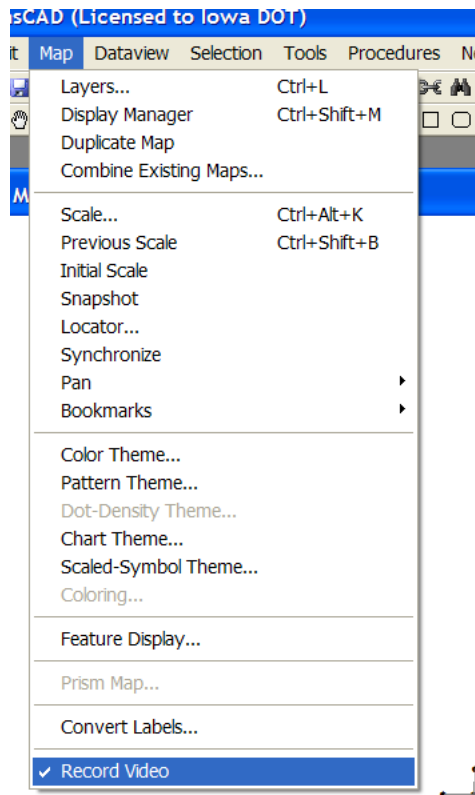 sCAD (Licensed to Iowa DOT)
it Map Dataview Selection Tools Procedures N
Layers... Ctrl+L
Display Manager Ctrl+Shift+M
Duplicate Map
Combine Existing Maps...
M
Scale... Ctrl+Alt+K
Previous Scale Ctrl+Shift+B
Initial Scale
Snapshot
Locator...
Synchronize
Pan
Bookmarks
Color Theme...
Pattern Theme...
Dot-Density Theme...
Chart Theme...
Scaled-Symbol Theme...
Coloring...
Feature Display...
Prism Map...
Convert Labels...
Record Video